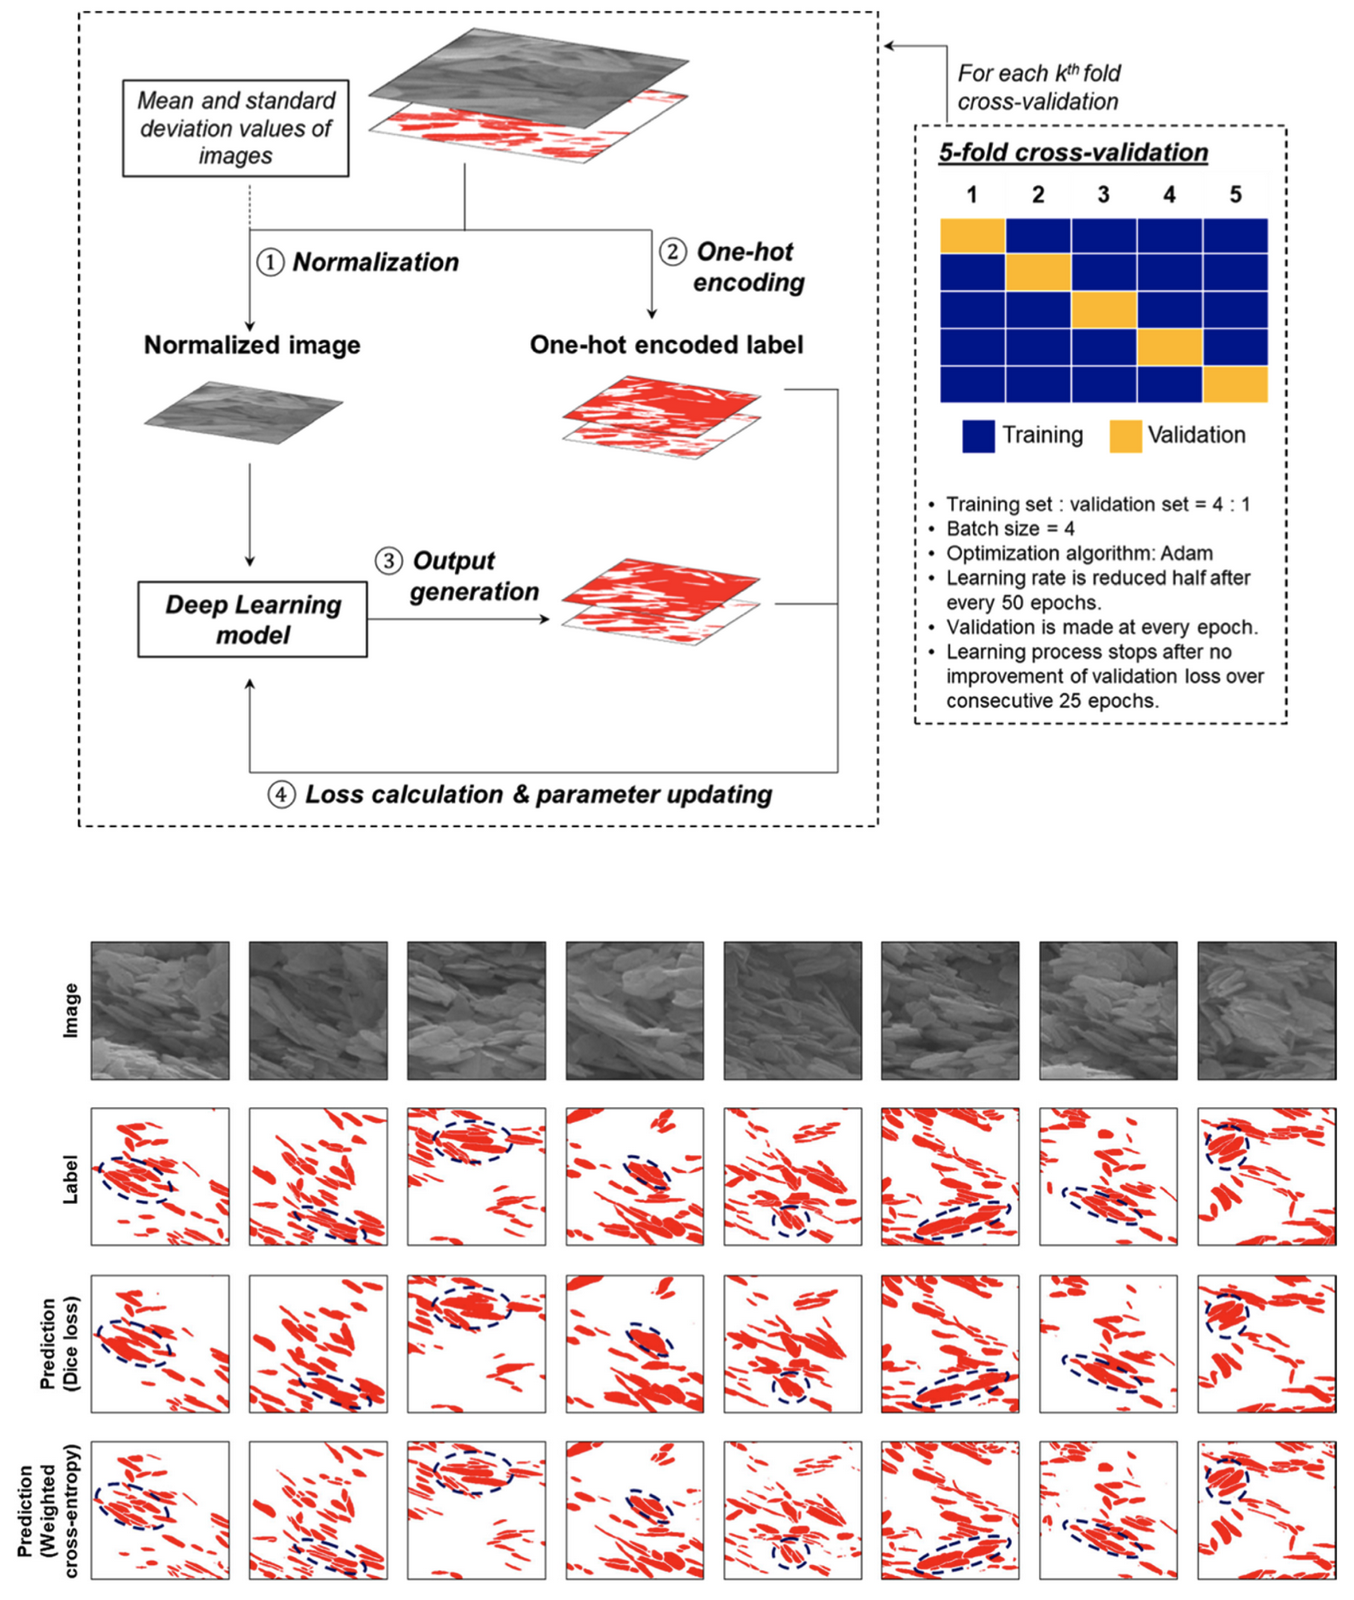 Mean and standard
deviation values of
images
① Normalization
② One-hot
encoding
Normalized image
One-hot encoded label
③ Output
generation
Deep Learning
model
④ Loss calculation & parameter updating
For each kth fold
cross-validation
5-fold cross-validation
1 2 3 4 5
Training
Validation
• Training set : validation set = 4 : 1
• Batch size = 4
• Optimization algorithm: Adam
• Learning rate is reduced half after
every 50 epochs.
• Validation is made at every epoch.
• Learning process stops after no
improvement of validation loss over
consecutive 25 epochs.
Image
Label
Prediction
(Dice loss)
Prediction
(Weighted
cross-entropy)